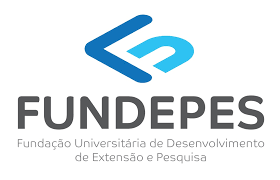 FUNDEPES
Fundação Universitária de Desenvolvimento
de Extensão e Pesquisa